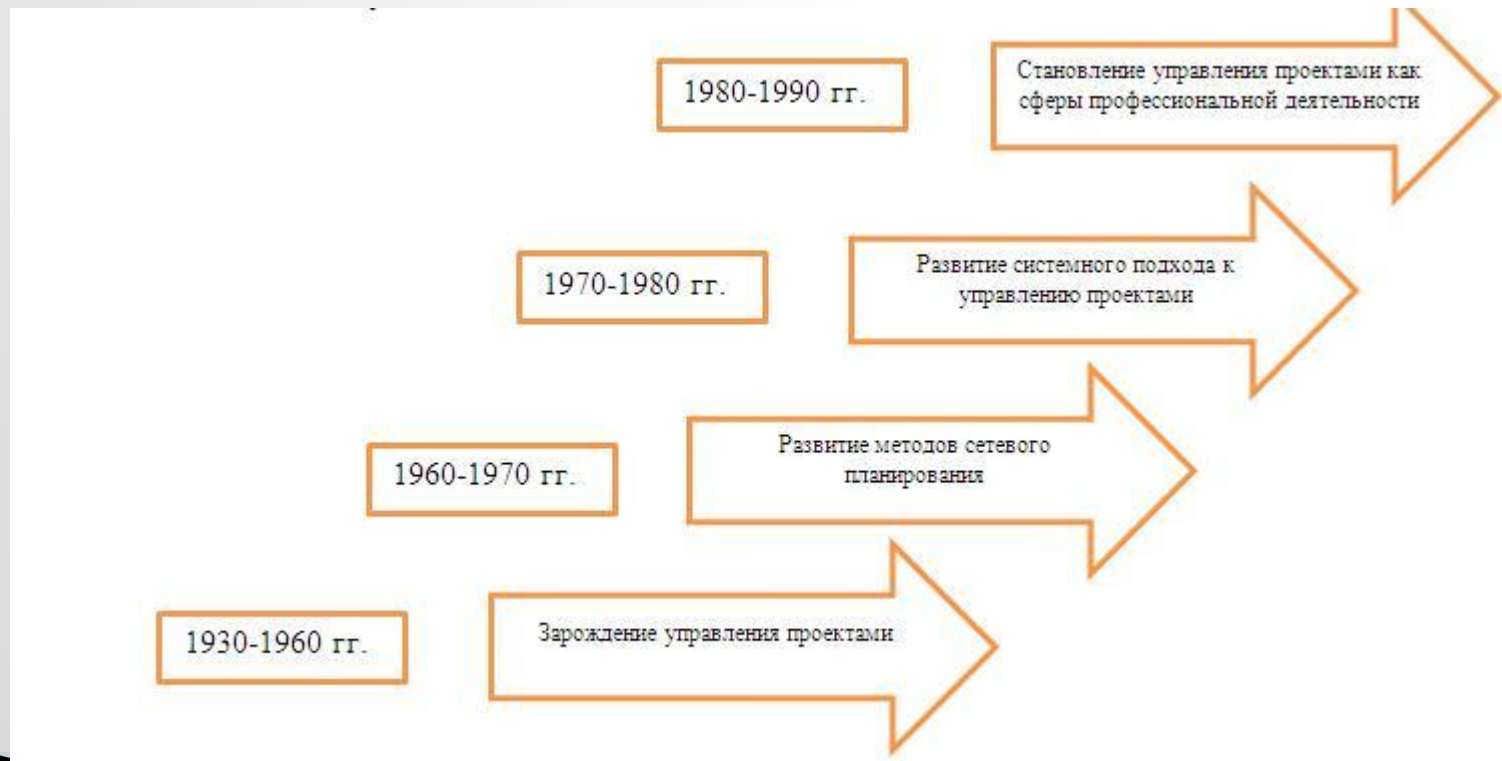 1980-1990 гг.
Становление управления проектами как
сферы профессиональной деятельности
1970-1980 гг.
Развитие системного подхода к
управлению проектами
1960-1970 гг.
Развитие методов сетевого
планирования
1930-1960 гг.
Зарождение управления проектами